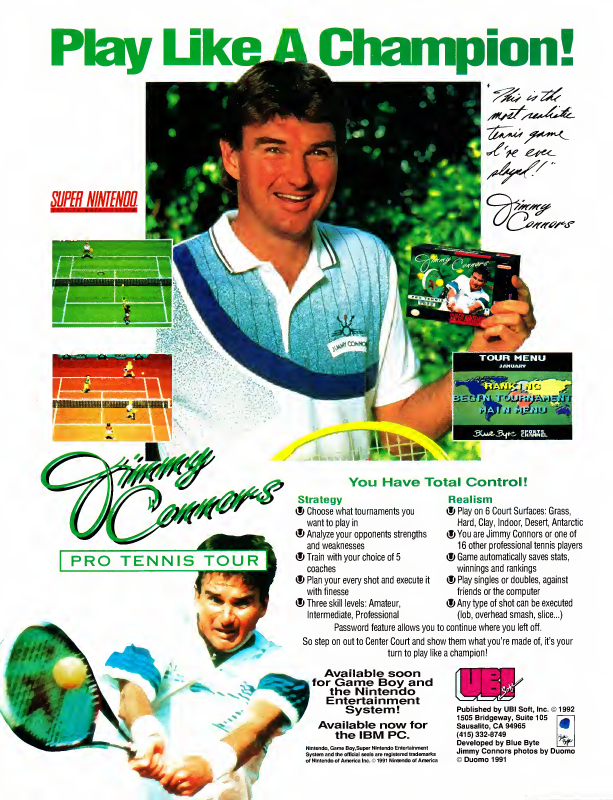 Play Like A Champion!
"This is the
most realistic
tennis game
I've ever
played!"
Jimmy
Connors
SUPER NINTENDO
JIMMY CONNORS
Jimmy Connors
PRO TENNIS
TOUR
TOUR MENU
JANUARY
RANKING
BEGIN TOURNAMENT
MAIN MENU
Blue Byte SPORTS
CHANNEL
Jimmy
Connors
PRO TENNIS TOUR
You Have Total Control!
Strategy
Choose what tournaments you
want to play in
Analyze your opponents strengths
and weaknesses
Train with your choice of 5
coaches
Plan your every shot and execute it
with finesse
Three skill levels: Amateur,
Intermediate, Professional
Realism
Play on 6 Court Surfaces: Grass,
Hard, Clay, Indoor, Desert, Antarctic
You are Jimmy Connors or one of
16 other professional tennis players
Game automatically saves stats,
winnings and rankings
Play singles or doubles, against
friends or the computer
Any type of shot can be executed
(lob, overhead smash, slice...)
Password feature allows you to continue where you left off.
So step on out to Center Court and show them what you're made of, it's your
turn to play like a champion!
Available soon
for Game Boy and
the Nintendo
Entertainment
System!
Available now for
the IBM PC.
Nintendo, Game Boy,Super Nintendo Entertainment
System and the official seals are registered trademarks
of Nintendo of America Inc. © 1991 Nintendo of America
UBI
Soft
Published by UBI Soft, Inc. © 1992
1505 Bridgeway, Suite 105
Sausalito, CA 94965
(415) 332-8749
Developed by Blue Byte
Jimmy Connors photos by Duomo
© Duomo 1991
Blue Byte